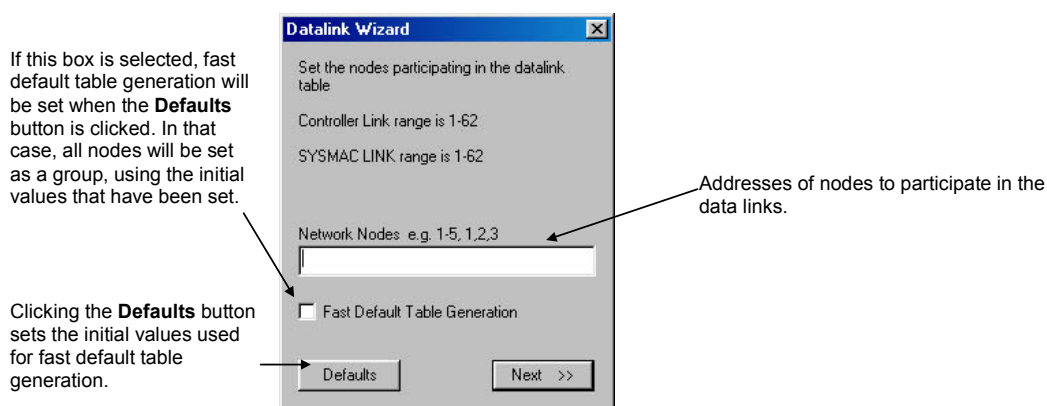 If this box is selected, fast
default table generation will
be set when the Defaults
button is clicked. In that
case, all nodes will be set
as a group, using the initial
values that have been set.
Clicking the Defaults button
sets the initial values used
for fast default table
generation.
Datalink Wizard
Set the nodes participating in the datalink
table
Controller Link range is 1-62
SYSMAC LINK range is 1-62
Network Nodes e.g. 1-5, 1,2,3
Fast Default Table Generation
Defaults
Next >>
Addresses of nodes to participate in the
data links.